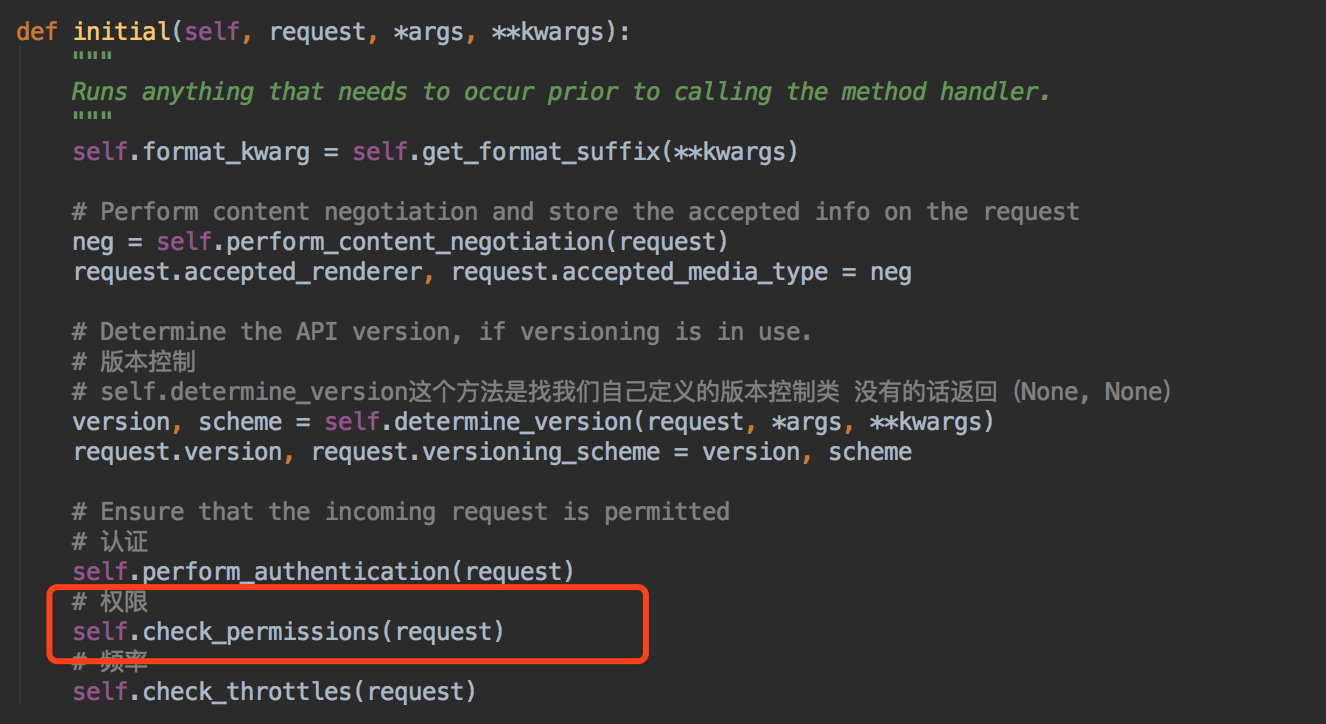 def initial(self, request, *args, **kwargs):
"""
Runs anything that needs to occur prior to calling the method handler.
"""
self.format_kwarg = self.get_format_suffix(**kwargs)
# Perform content negotiation and store the accepted info on the request
neg = self.perform_content_negotiation(request)
request.accepted_renderer, request.accepted_media_type = neg
# Determine the API version, if versioning is in use.
# 版本控制
# self.determine_version这个方法是找我们自己定义的版本控制类 没有的话返回（None, None）
version, scheme = self.determine_version(request, *args, **kwargs)
request.version, request.versioning_scheme = version, scheme
# Ensure that the incoming request is permitted
# 认证
self.perform_authentication(request)
# 权限
self.check_permissions(request)
# 频率
self.check_throttles(request)